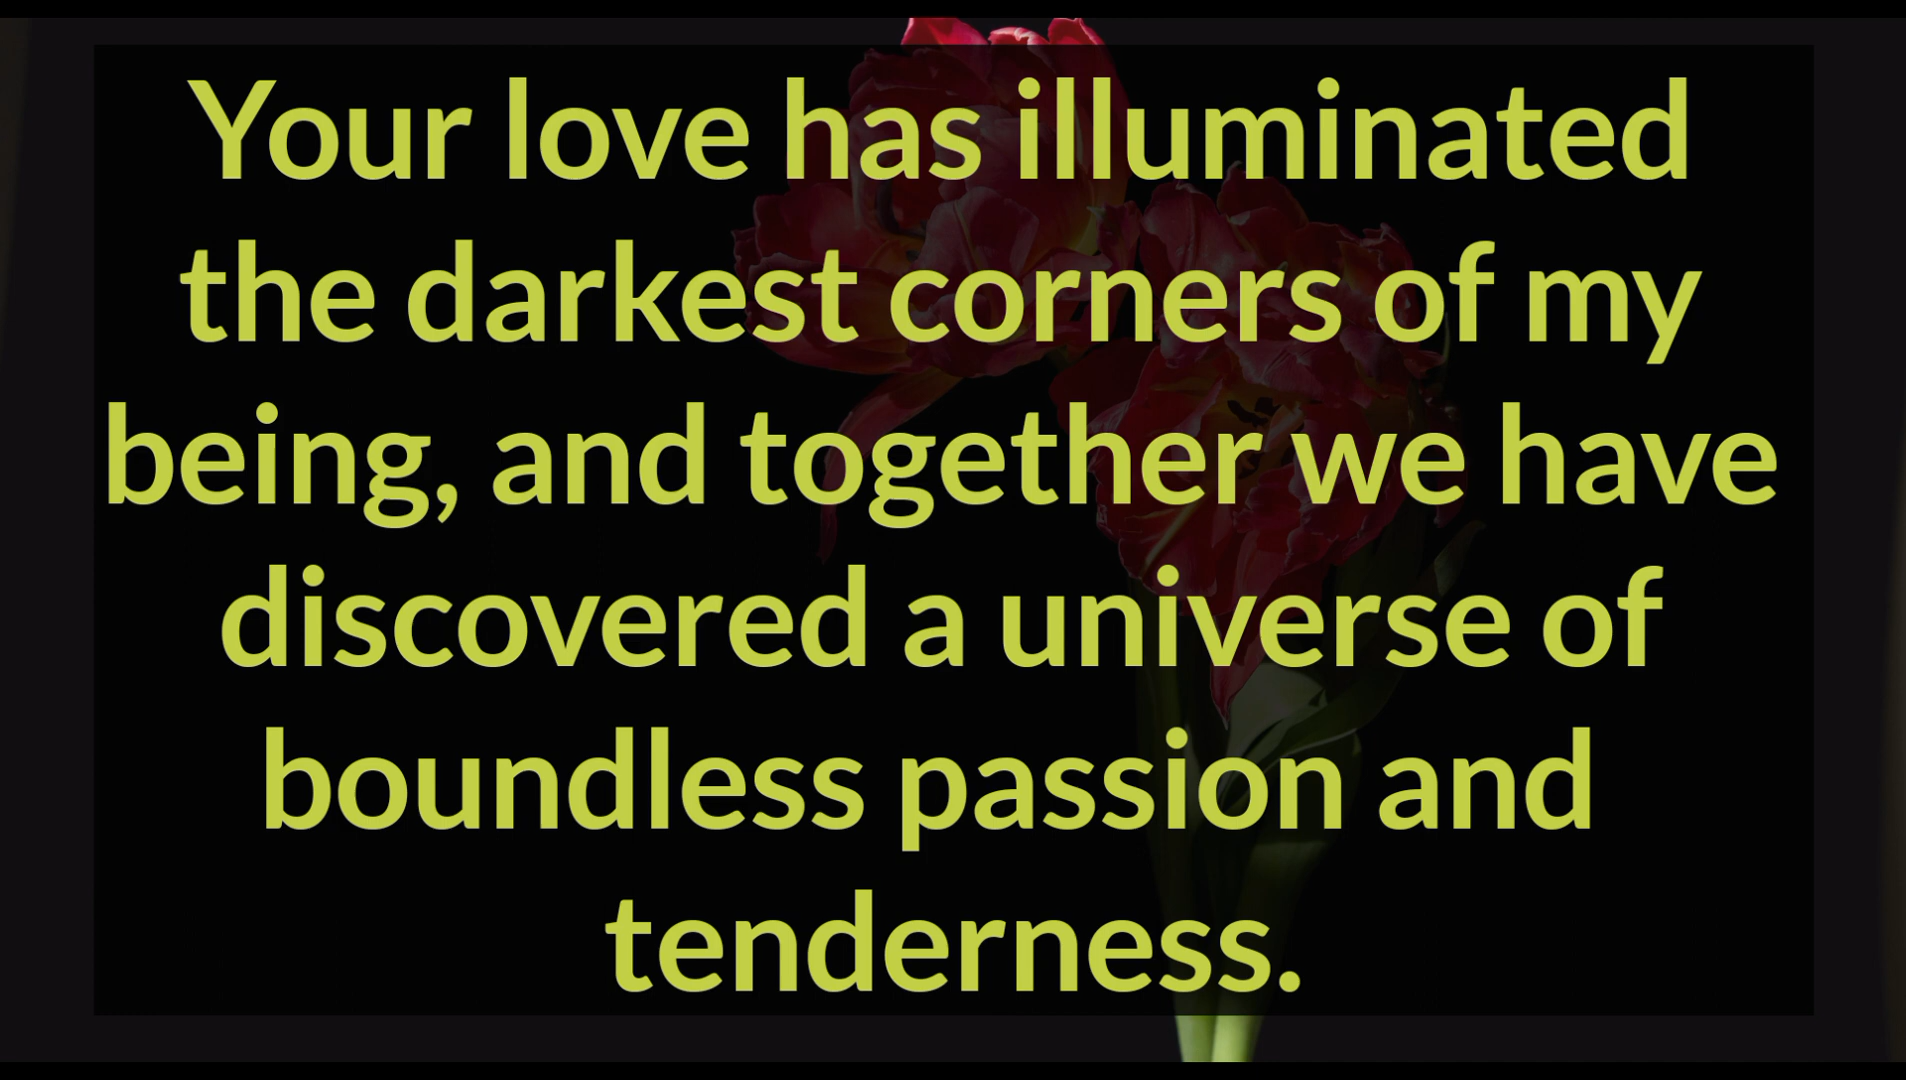 Your love has illuminated
the darkest corners of my
being, and together we have
discovered a universe of
boundless passion and
tenderness.